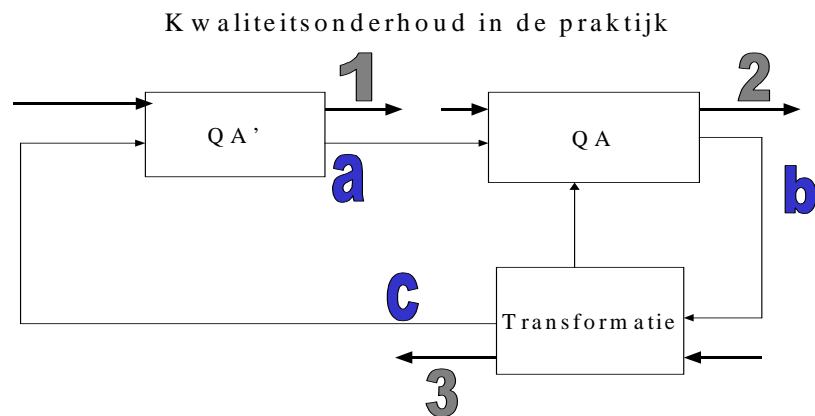 Kwaliteitsonderhoud in de praktijk
1
2
QA’
QA
a
b
c
Transformatie
3